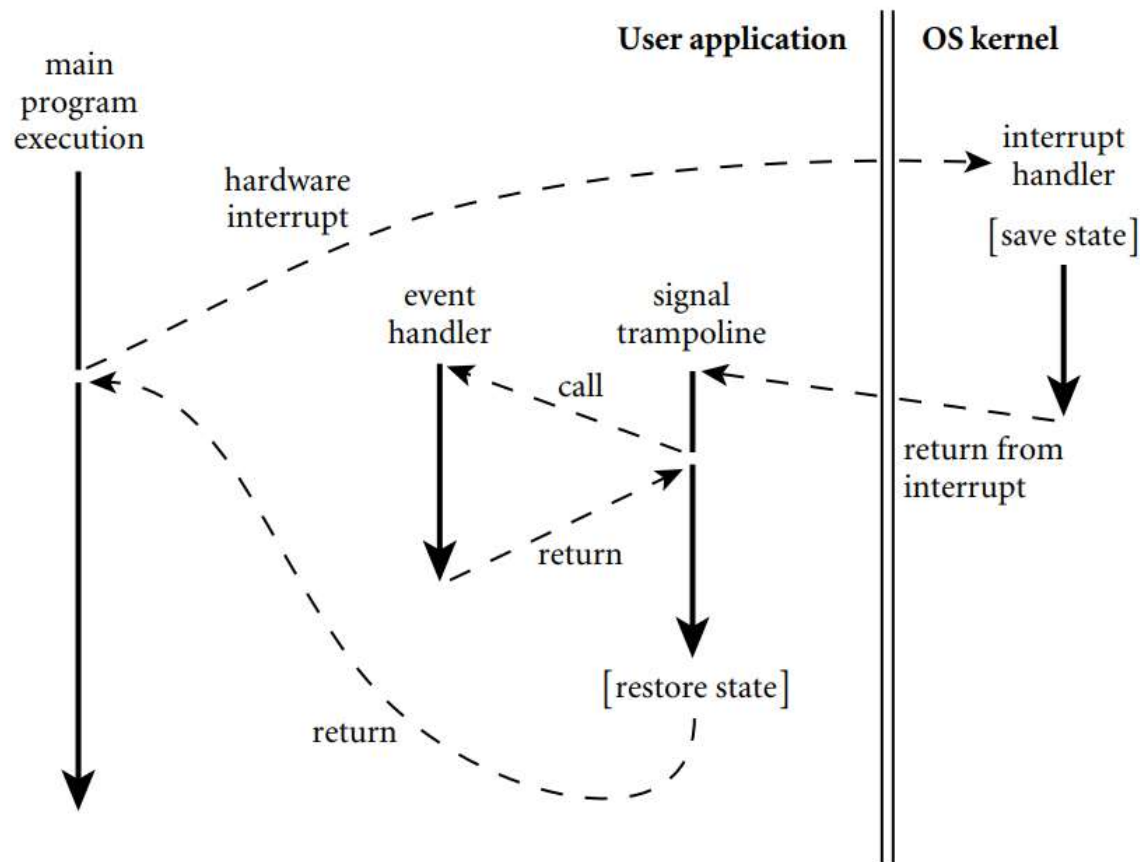 User application
OS kernel
main
program
execution
interrupt
handler
hardware
interrupt
[save state]
event
handler
signal
trampoline
call
return from
interrupt
return
[restore state]
return